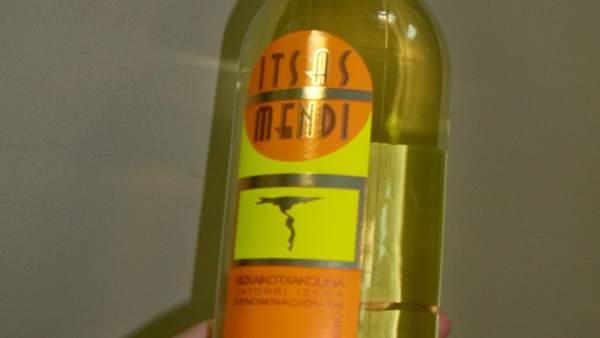 ITSAS
MENDI
BIZKAIKO TXAKOLINA
JATORRI IZENA
DENOMINACIÓN DE